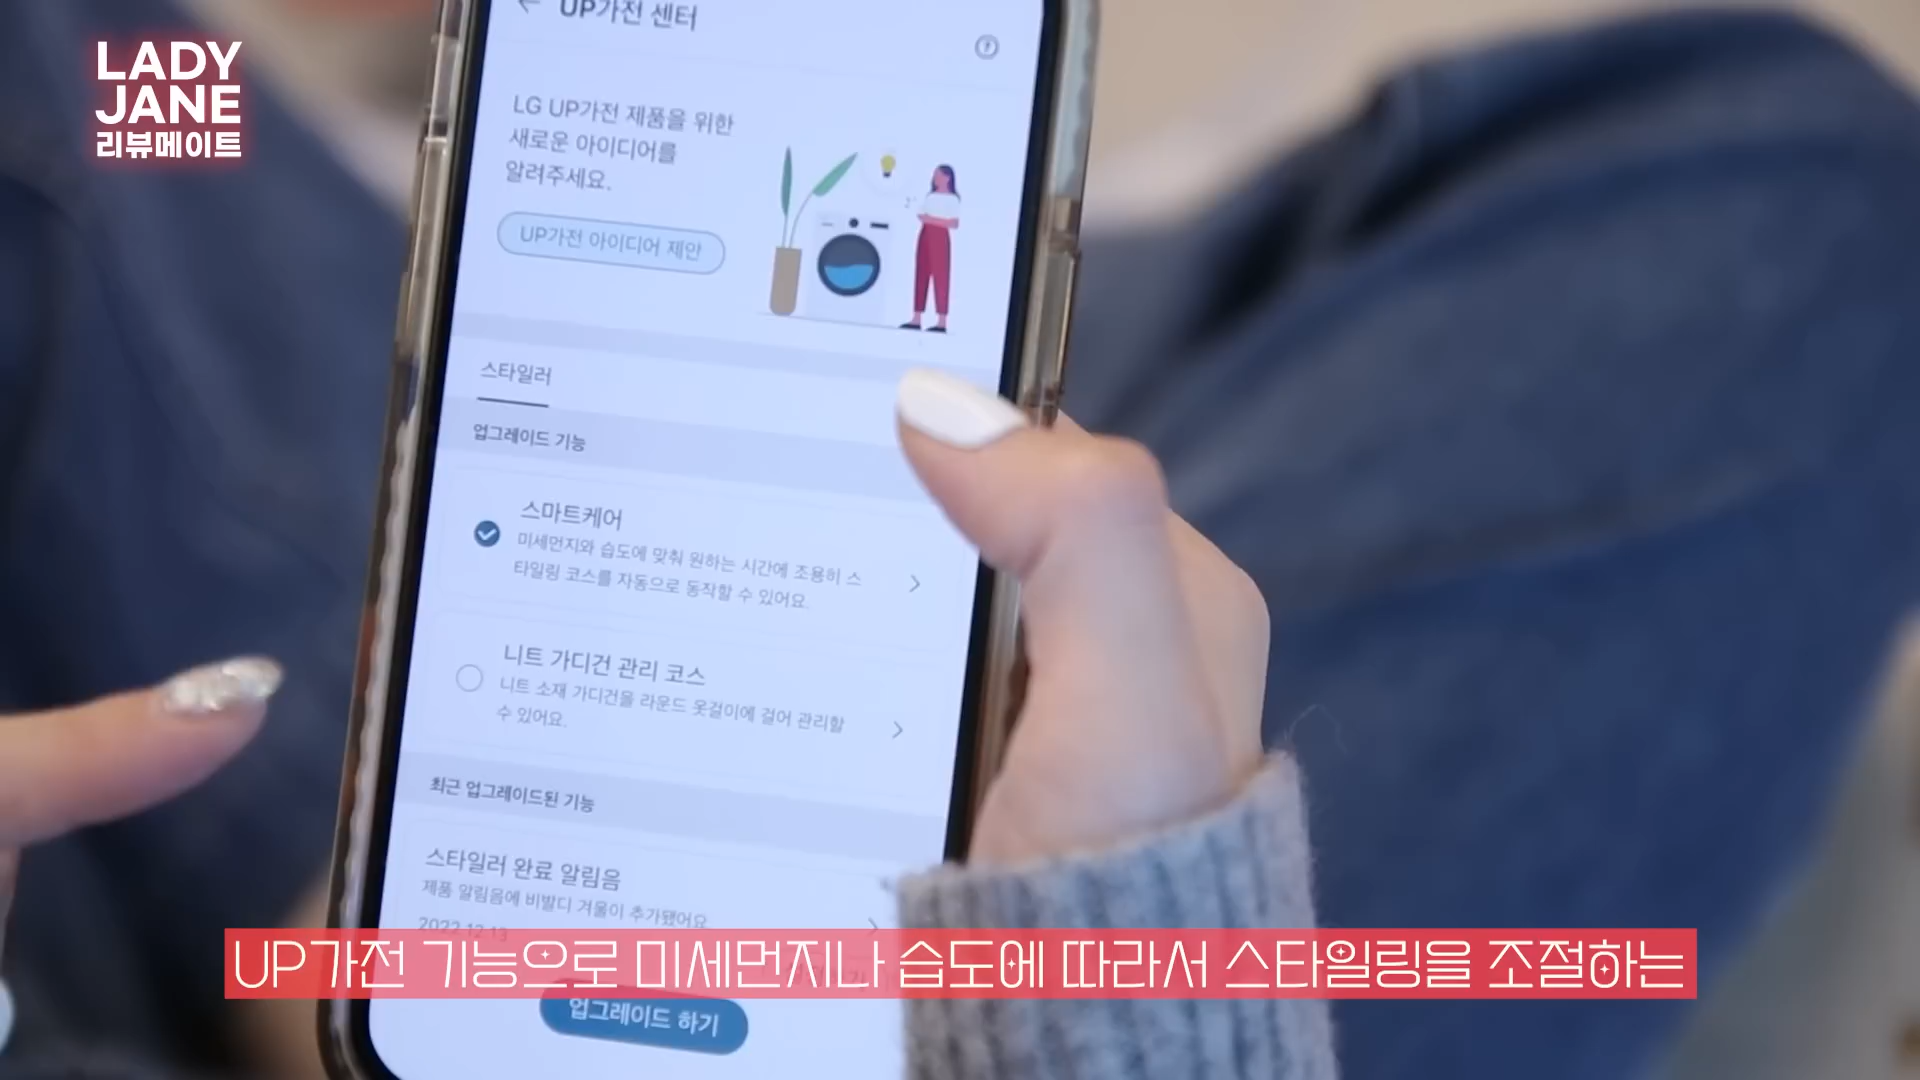 LADY
JANE
리뷰메이트
UP가전 센터
LG UP가전 제품을 위한
새로운 아이디어를
알려주세요.
UP가전 아이디어 제안
스타일러
업그레이드 기능
스마트케어
미세먼지와 습도에 맞춰 원하는 시간에 조용히 스
타일링 코스를 자동으로 동작할 수 있어요.
니트 가디건 관리 코스
니트 소재 가디건을 라운드 옷걸이에 걸어 관리할
수 있어요.
최근 업그레이드된 기능
스타일러 완료 알림음
제품 알림음에 비발디 겨울이 추가됐어요
2022.12.13
UP가전 기능으로 미세먼지나 습도에 따라서 스타일링을 조절하는
업그레이드 하기